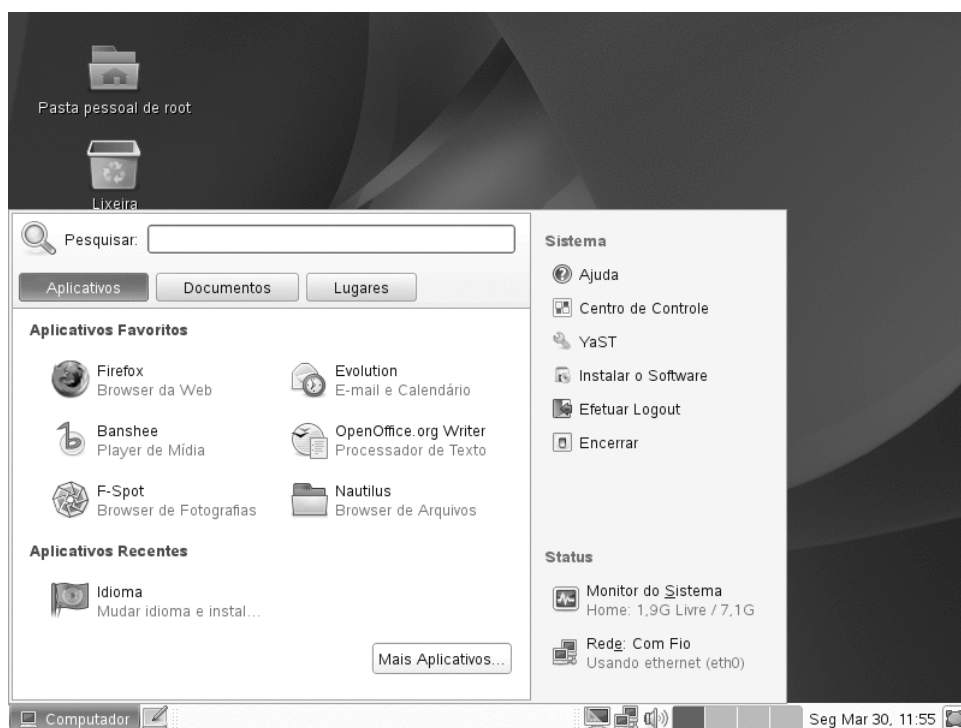 Pasta pessoal de root
Lixeira
Pesquisar:
Aplicativos
Documentos
Lugares
Aplicativos Favoritos
Firefox
Browser da Web
Evolution
E-mail e Calendário
Banshee
Player de Mídia
OpenOffice.org Writer
Processador de Texto
F-Spot
Browser de Fotografias
Nautilus
Browser de Arquivos
Aplicativos Recentes
Idioma
Mudar idioma e instal...
Mais Aplicativos...
Sistema
Ajuda
Centro de Controle
YaST
Instalar o Software
Efetuar Logout
Encerrar
Status
Monitor do Sistema
Home: 1,9G Livre / 7,1G
Rede: Com Fio
Usando ethernet (eth0)
Computador
Seg Mar 30, 11:55